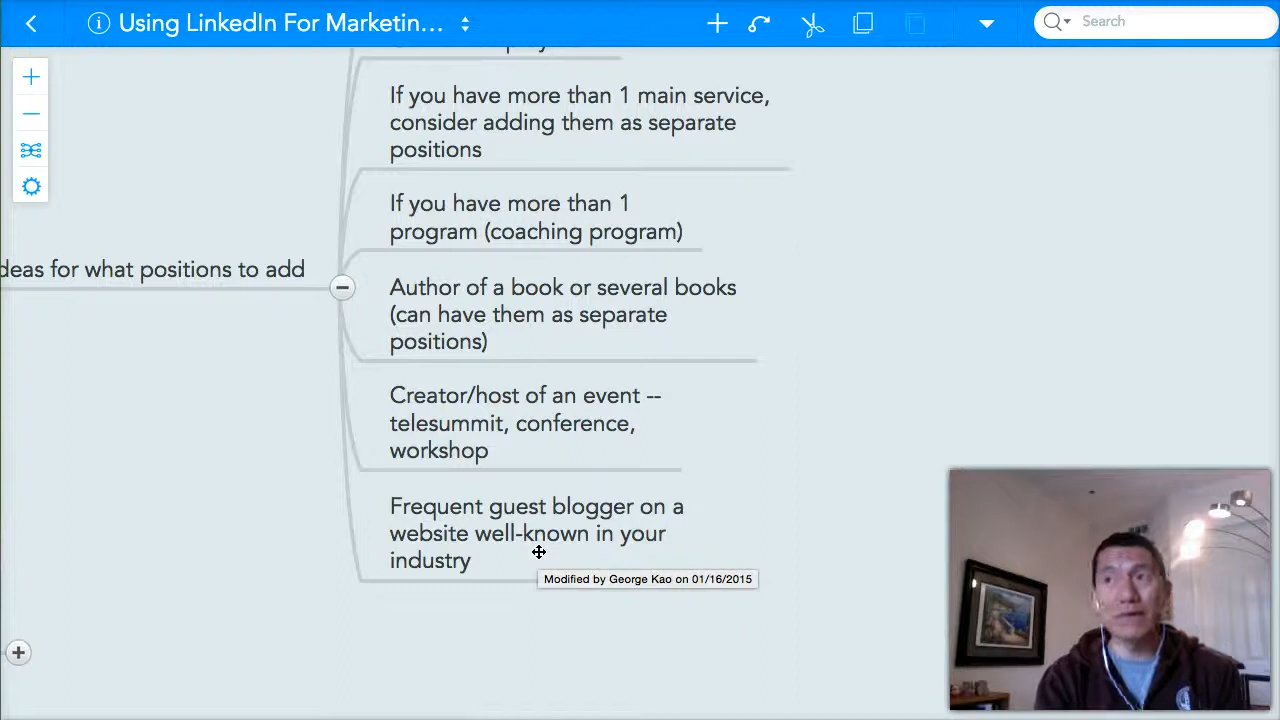 Using LinkedIn For Marketin...
Search
If you have more than 1 main service,
consider adding them as separate
positions
If you have more than 1
program (coaching program)
deas for what positions to add
Author of a book or several books
(can have them as separate
positions)
Creator/host of an event --
telesummit, conference,
workshop
Frequent guest blogger on a
website well-known in your
industry
Modified by George Kao on 01/16/2015